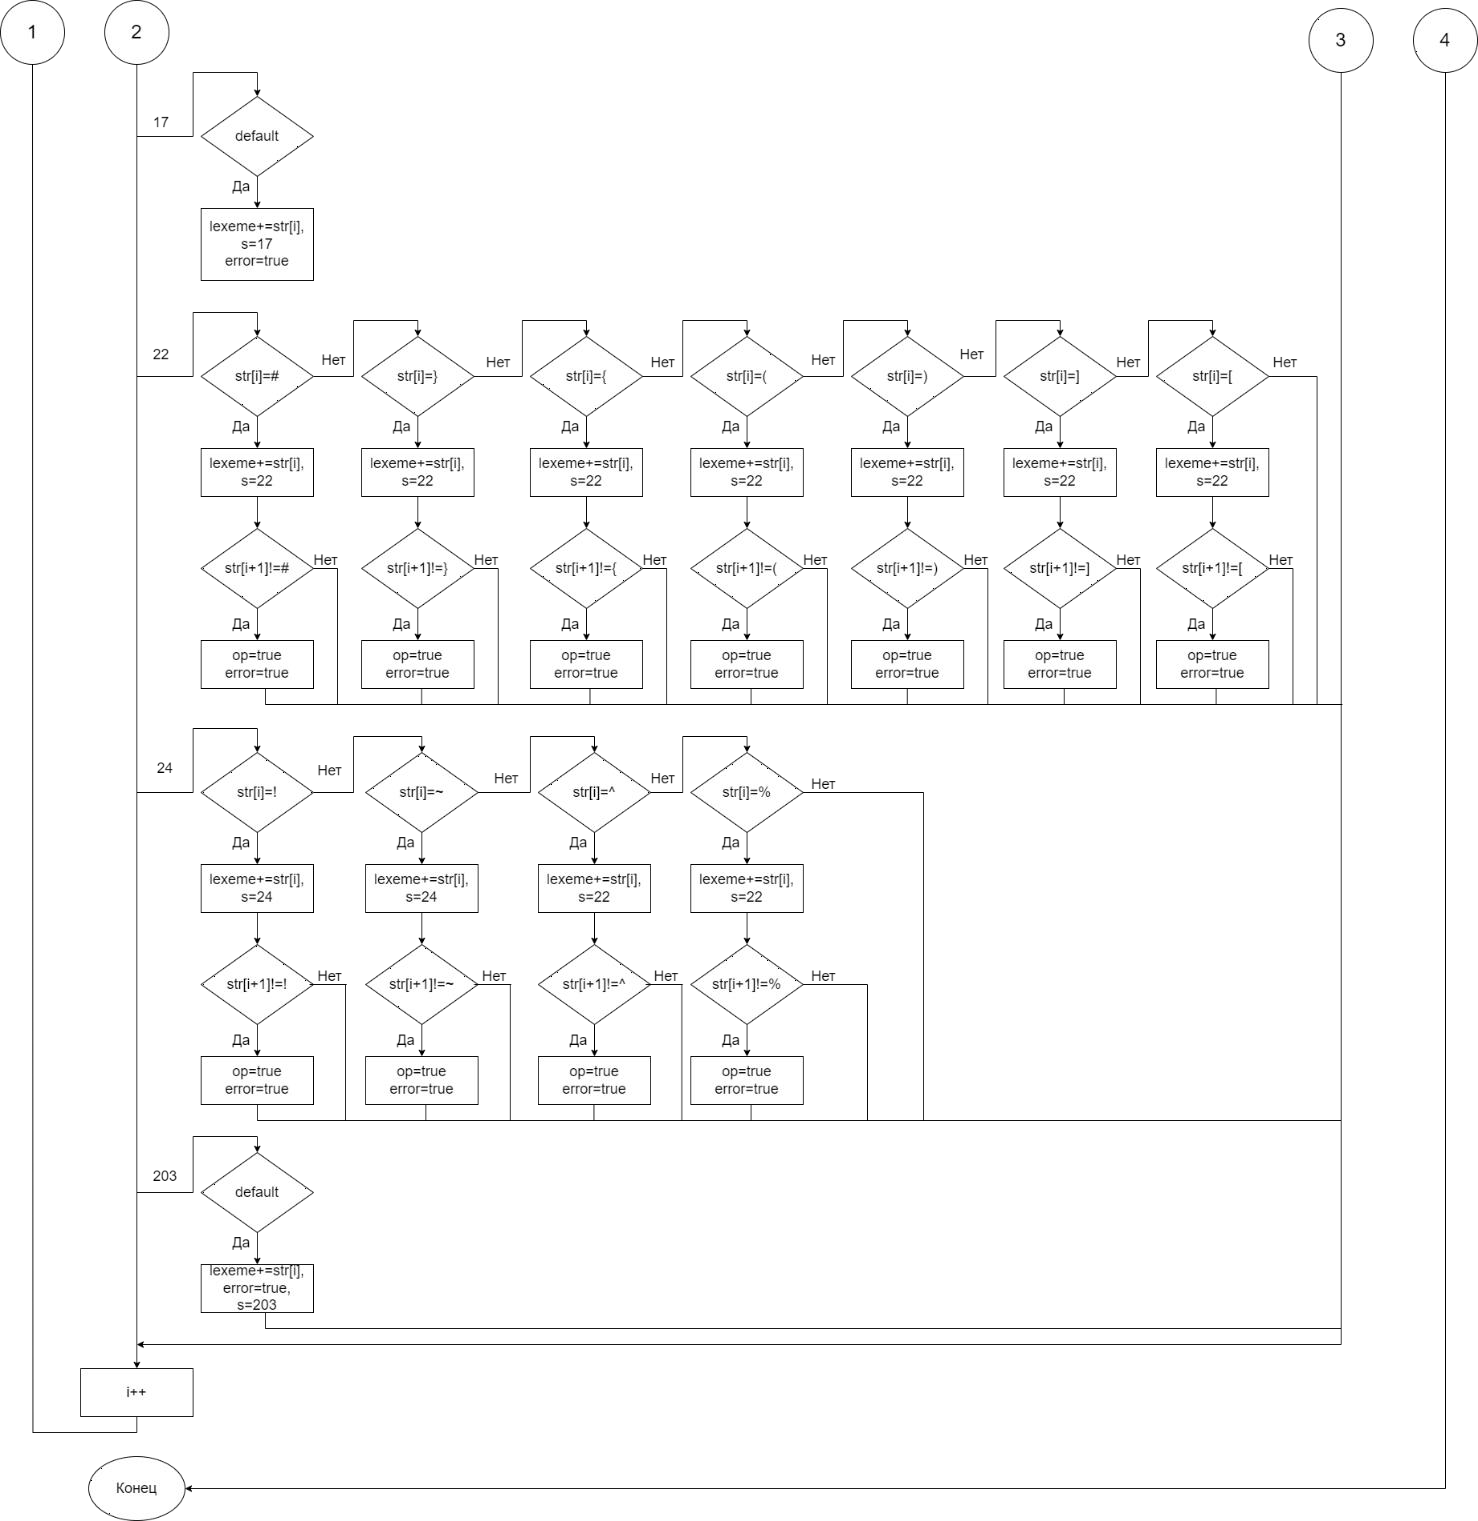 1
2
3
4
17
default
Да
lexeme+=str[i],
s=17
error=true
22
str[i]=#
Нет
str[i]=}
Нет
str[i]={
Нет
str[i]=(
Нет
str[i]=)
Нет
str[i]=]
Нет
str[i]=[
Нет
Да
Да
Да
Да
Да
Да
Да
lexeme+=str[i],
s=22
lexeme+=str[i],
s=22
lexeme+=str[i],
s=22
lexeme+=str[i],
s=22
lexeme+=str[i],
s=22
lexeme+=str[i],
s=22
lexeme+=str[i],
s=22
str[i+1]!=#
Нет
str[i+1]!=}
Нет
str[i+1]!={
Нет
str[i+1]!=(
Нет
str[i+1]!=)
Нет
str[i+1]!=]
Нет
str[i+1]!=[
Нет
Да
Да
Да
Да
Да
Да
Да
op=true
error=true
op=true
error=true
op=true
error=true
op=true
error=true
op=true
error=true
op=true
error=true
op=true
error=true
24
str[i]=!
Нет
str[i]=~
Нет
str[i]=^
Нет
str[i]=%
Нет
Да
Да
Да
Да
lexeme+=str[i],
s=24
lexeme+=str[i],
s=24
lexeme+=str[i],
s=22
lexeme+=str[i],
s=22
str[i+1]!=!
Нет
str[i+1]!=~
Нет
str[i+1]!=^
Нет
str[i+1]!=%
Нет
Да
Да
Да
Да
op=true
error=true
op=true
error=true
op=true
error=true
op=true
error=true
203
default
Да
lexeme+=str[i],
error=true,
s=203
i++
Конец